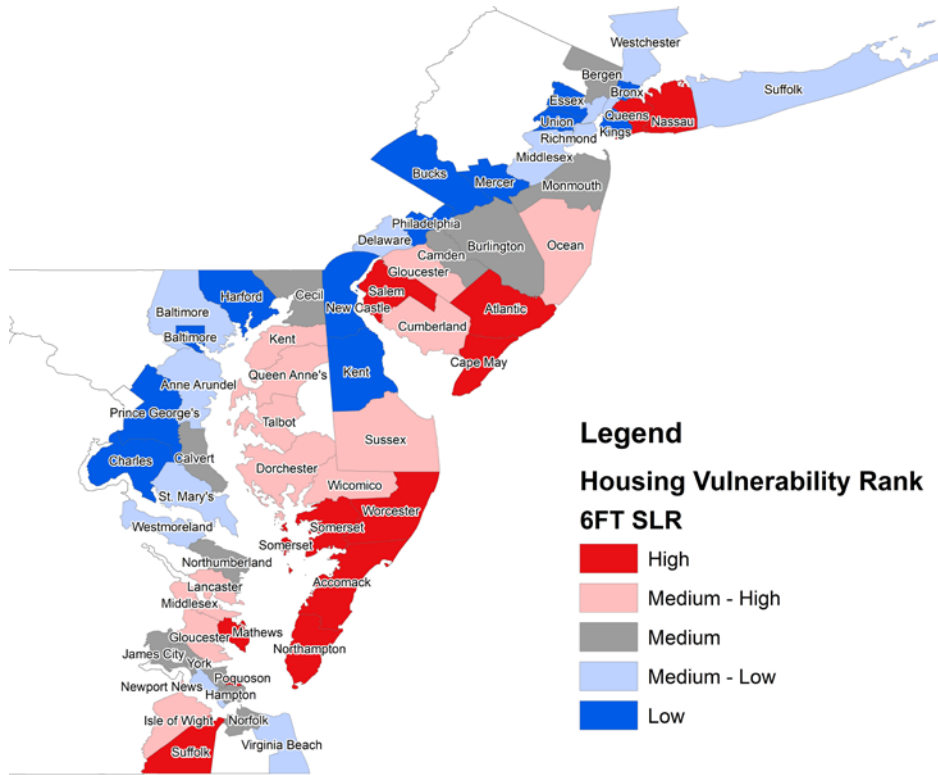 Westchester
Bergen
Suffolk
Bronx
Essex
Queens
Nassau
Union
Kings
Richmond
Middlesex
Bucks
Mercer
Monmouth
Philadelphia
Delaware
Burlington
Ocean
Camden
Gloucester
Salem
Harford
Cecil
New Castle
Atlantic
Baltimore
Cumberland
Baltimore
Kent
Cape May
Queen Anne's
Kent
Anne Arundel
Prince George's
Talbot
Sussex
Calvert
Charles
Dorchester
Wicomico
St. Mary's
Worcester
Westmoreland
Somerset
Somerset
Northumberland
Accomack
Lancaster
Middlesex
Mathews
Gloucester
Northampton
James City
York
Poquoson
Newport News
Hampton
Isle of Wight
Norfolk
Virginia Beach
Suffolk
Legend
Housing Vulnerability Rank
6FT SLR
High
Medium - High
Medium
Medium - Low
Low